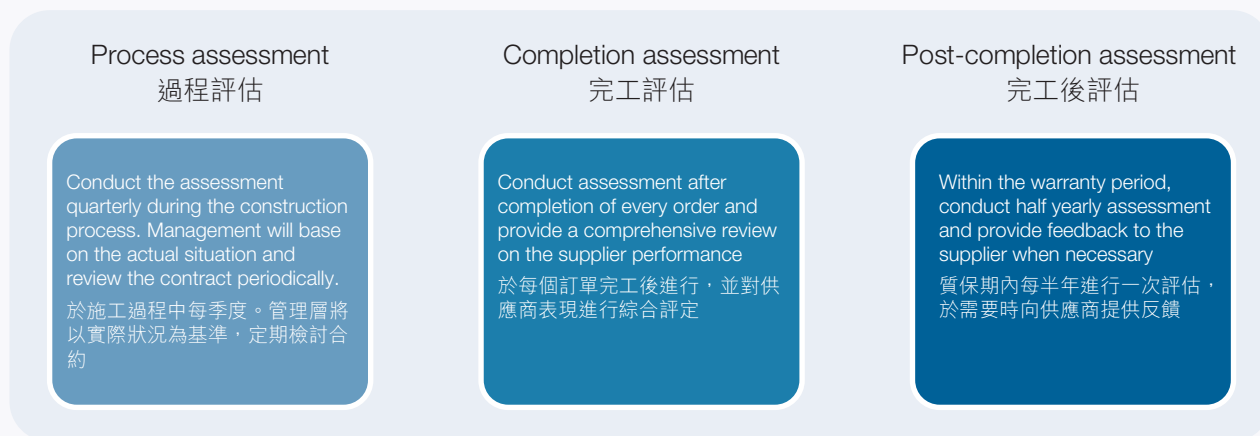 Process assessment
過程評估
Conduct the assessment
quarterly during the construction
process. Management will base
on the actual situation and
review the contract periodically.
於施工過程中每季度。管理層將
以實際狀況為基準，定期檢討合
約
Completion assessment
完工評估
Conduct assessment after
completion of every order and
provide a comprehensive review
on the supplier performance
於每個訂單完工後進行，並對供
應商表現進行綜合評定
Post-completion assessment
完工後評估
Within the warranty period,
conduct half yearly assessment
and provide feedback to the
supplier when necessary
質保期內每半年進行一次評估，
於需要時向供應商提供反饋